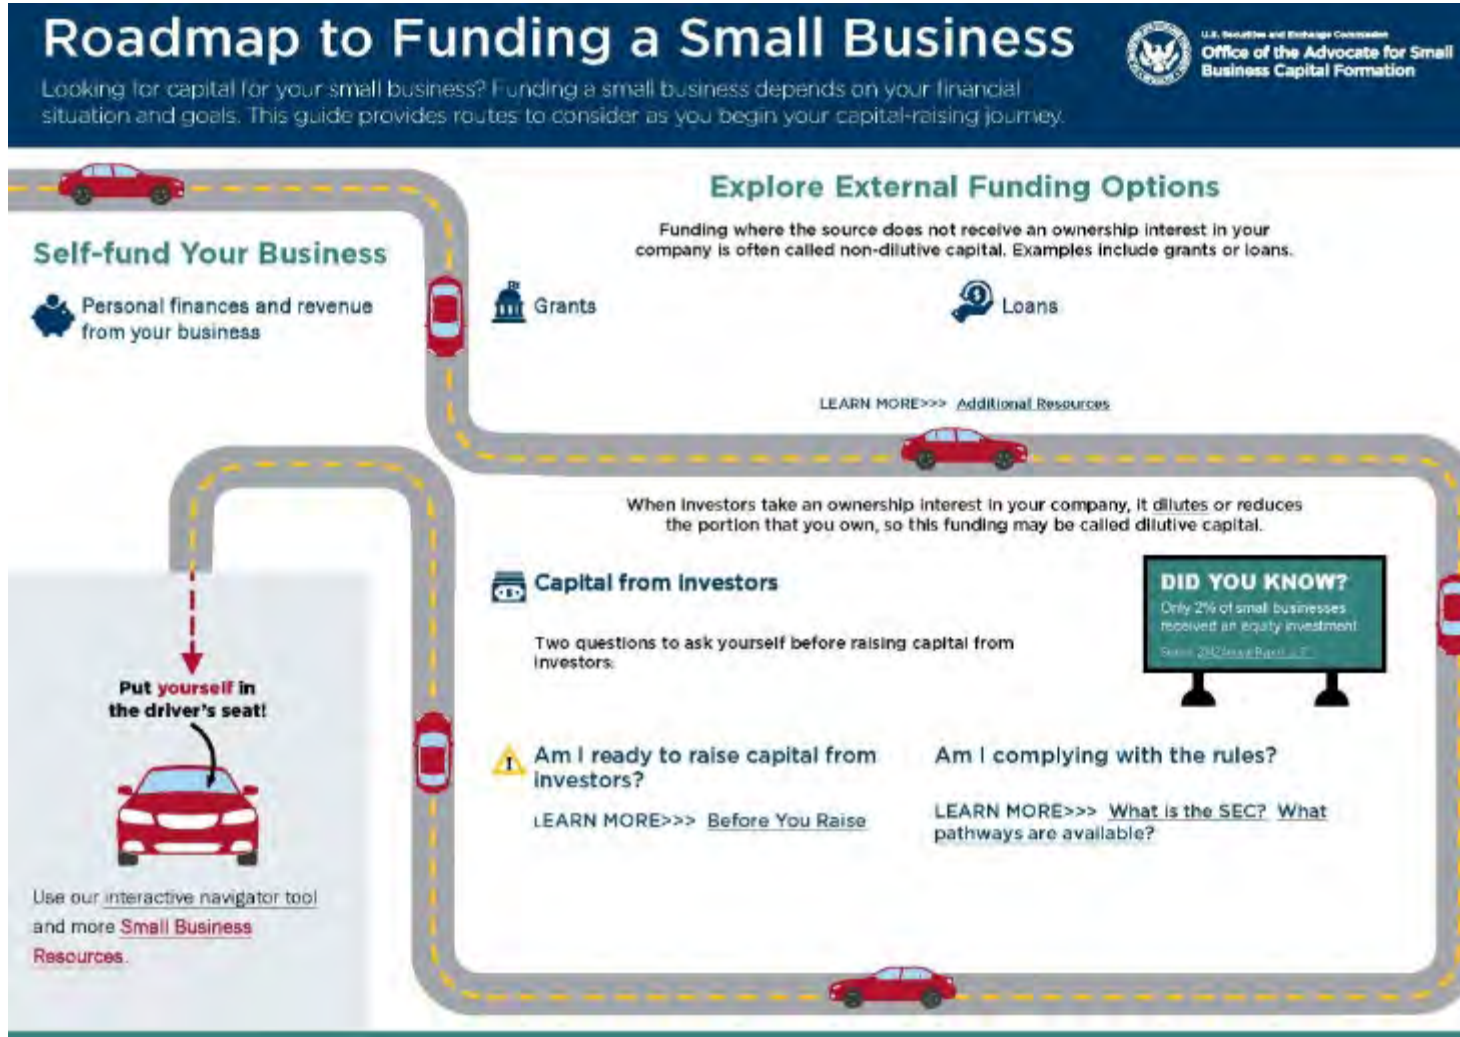 Roadmap to Funding a Small Business
U.S. Securities and Exchange Commission
Office of the Advocate for Small
Business Capital Formation
Looking for capital for your small business? Funding a small business depends on your financial
situation and goals. This guide provides routes to consider as you begin your capital-raising journey.
Self-fund Your Business
Personal finances and revenue
from your business
Explore External Funding Options
Funding where the source does not receive an ownership interest in your
company is often called non-dilutive capital. Examples include grants or loans.
Grants
Loans
LEARN MORE>>> Additional Resources
When investors take an ownership interest in your company, it dilutes or reduces
the portion that you own, so this funding may be called dilutive capital.
Capital from investors
Two questions to ask yourself before raising capital from
investors:
DID YOU KNOW?
Only 2% of small businesses
received an equity investment
Am I ready to raise capital from
investors?
LEARN MORE>>> Before You Raise
Am I complying with the rules?
LEARN MORE>>> What is the SEC? What
pathways are available?
Put yourself in
the driver's seat!
Use our interactive navigator tool
and more Small Business
Resources.